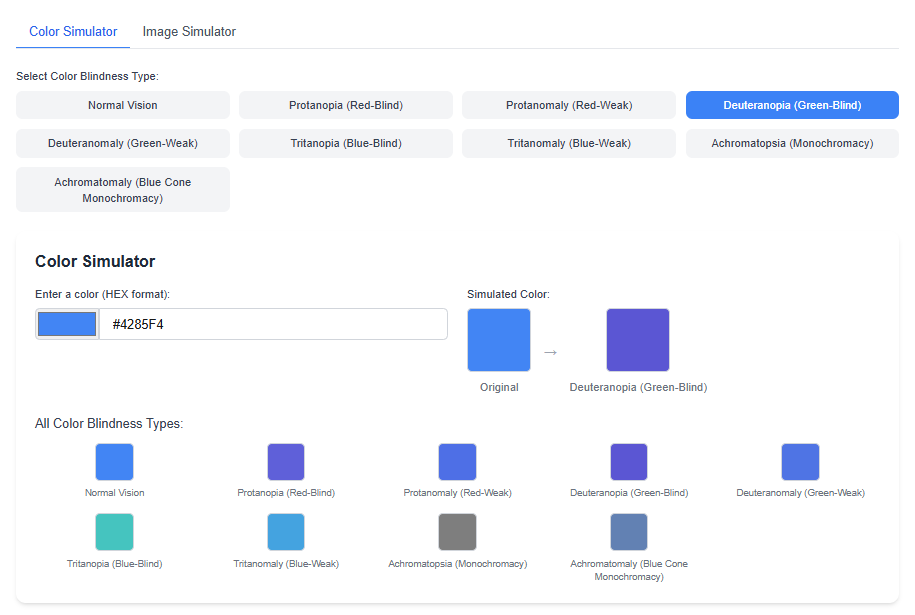 Color Simulator
Image Simulator
Select Color Blindness Type:
Normal Vision
Protanopia (Red-Blind)
Protanomaly (Red-Weak)
Deuteranopia (Green-Blind)
Deuteranomaly (Green-Weak)
Tritanopia (Blue-Blind)
Tritanomaly (Blue-Weak)
Achromatopsia (Monochromacy)
Achromatomaly (Blue Cone
Monochromacy)
Color Simulator
Enter a color (HEX format):
#4285F4
Simulated Color:
→
Original
Deuteranopia (Green-Blind)
All Color Blindness Types:
Normal Vision
Protanopia (Red-Blind)
Protanomaly (Red-Weak)
Deuteranopia (Green-Blind)
Deuteranomaly (Green-Weak)
Tritanopia (Blue-Blind)
Tritanomaly (Blue-Weak)
Achromatopsia (Monochromacy)
Achromatomaly (Blue Cone
Monochromacy)